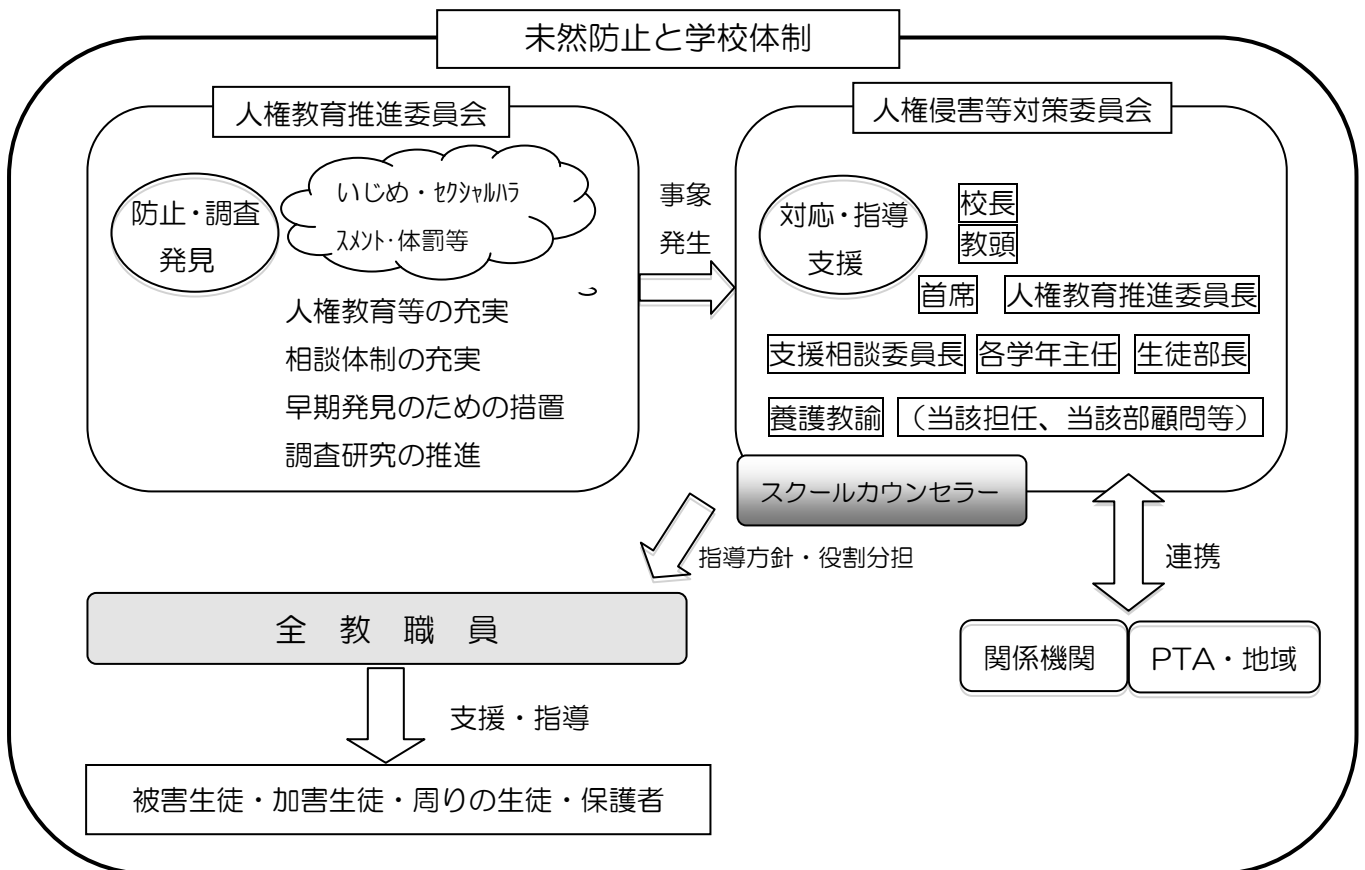 未然防止と学校体制
人権教育推進委員会
防止・調査
発見
いじめ・ｾｸｼｬﾙﾊﾗ
ｽﾒﾝﾄ・体罰等
人権教育等の充実
相談体制の充実
早期発見のための措置
調査研究の推進
事象
発生
人権侵害等対策委員会
対応・指導
支援
校長
教頭
首席 人権教育推進委員長
支援相談委員長 各学年主任 生徒部長
養護教諭 （当該担任、当該部顧問等）
スクールカウンセラー
指導方針・役割分担
連携
全 教 職 員
関係機関 PTA・地域
支援・指導
被害生徒・加害生徒・周りの生徒・保護者